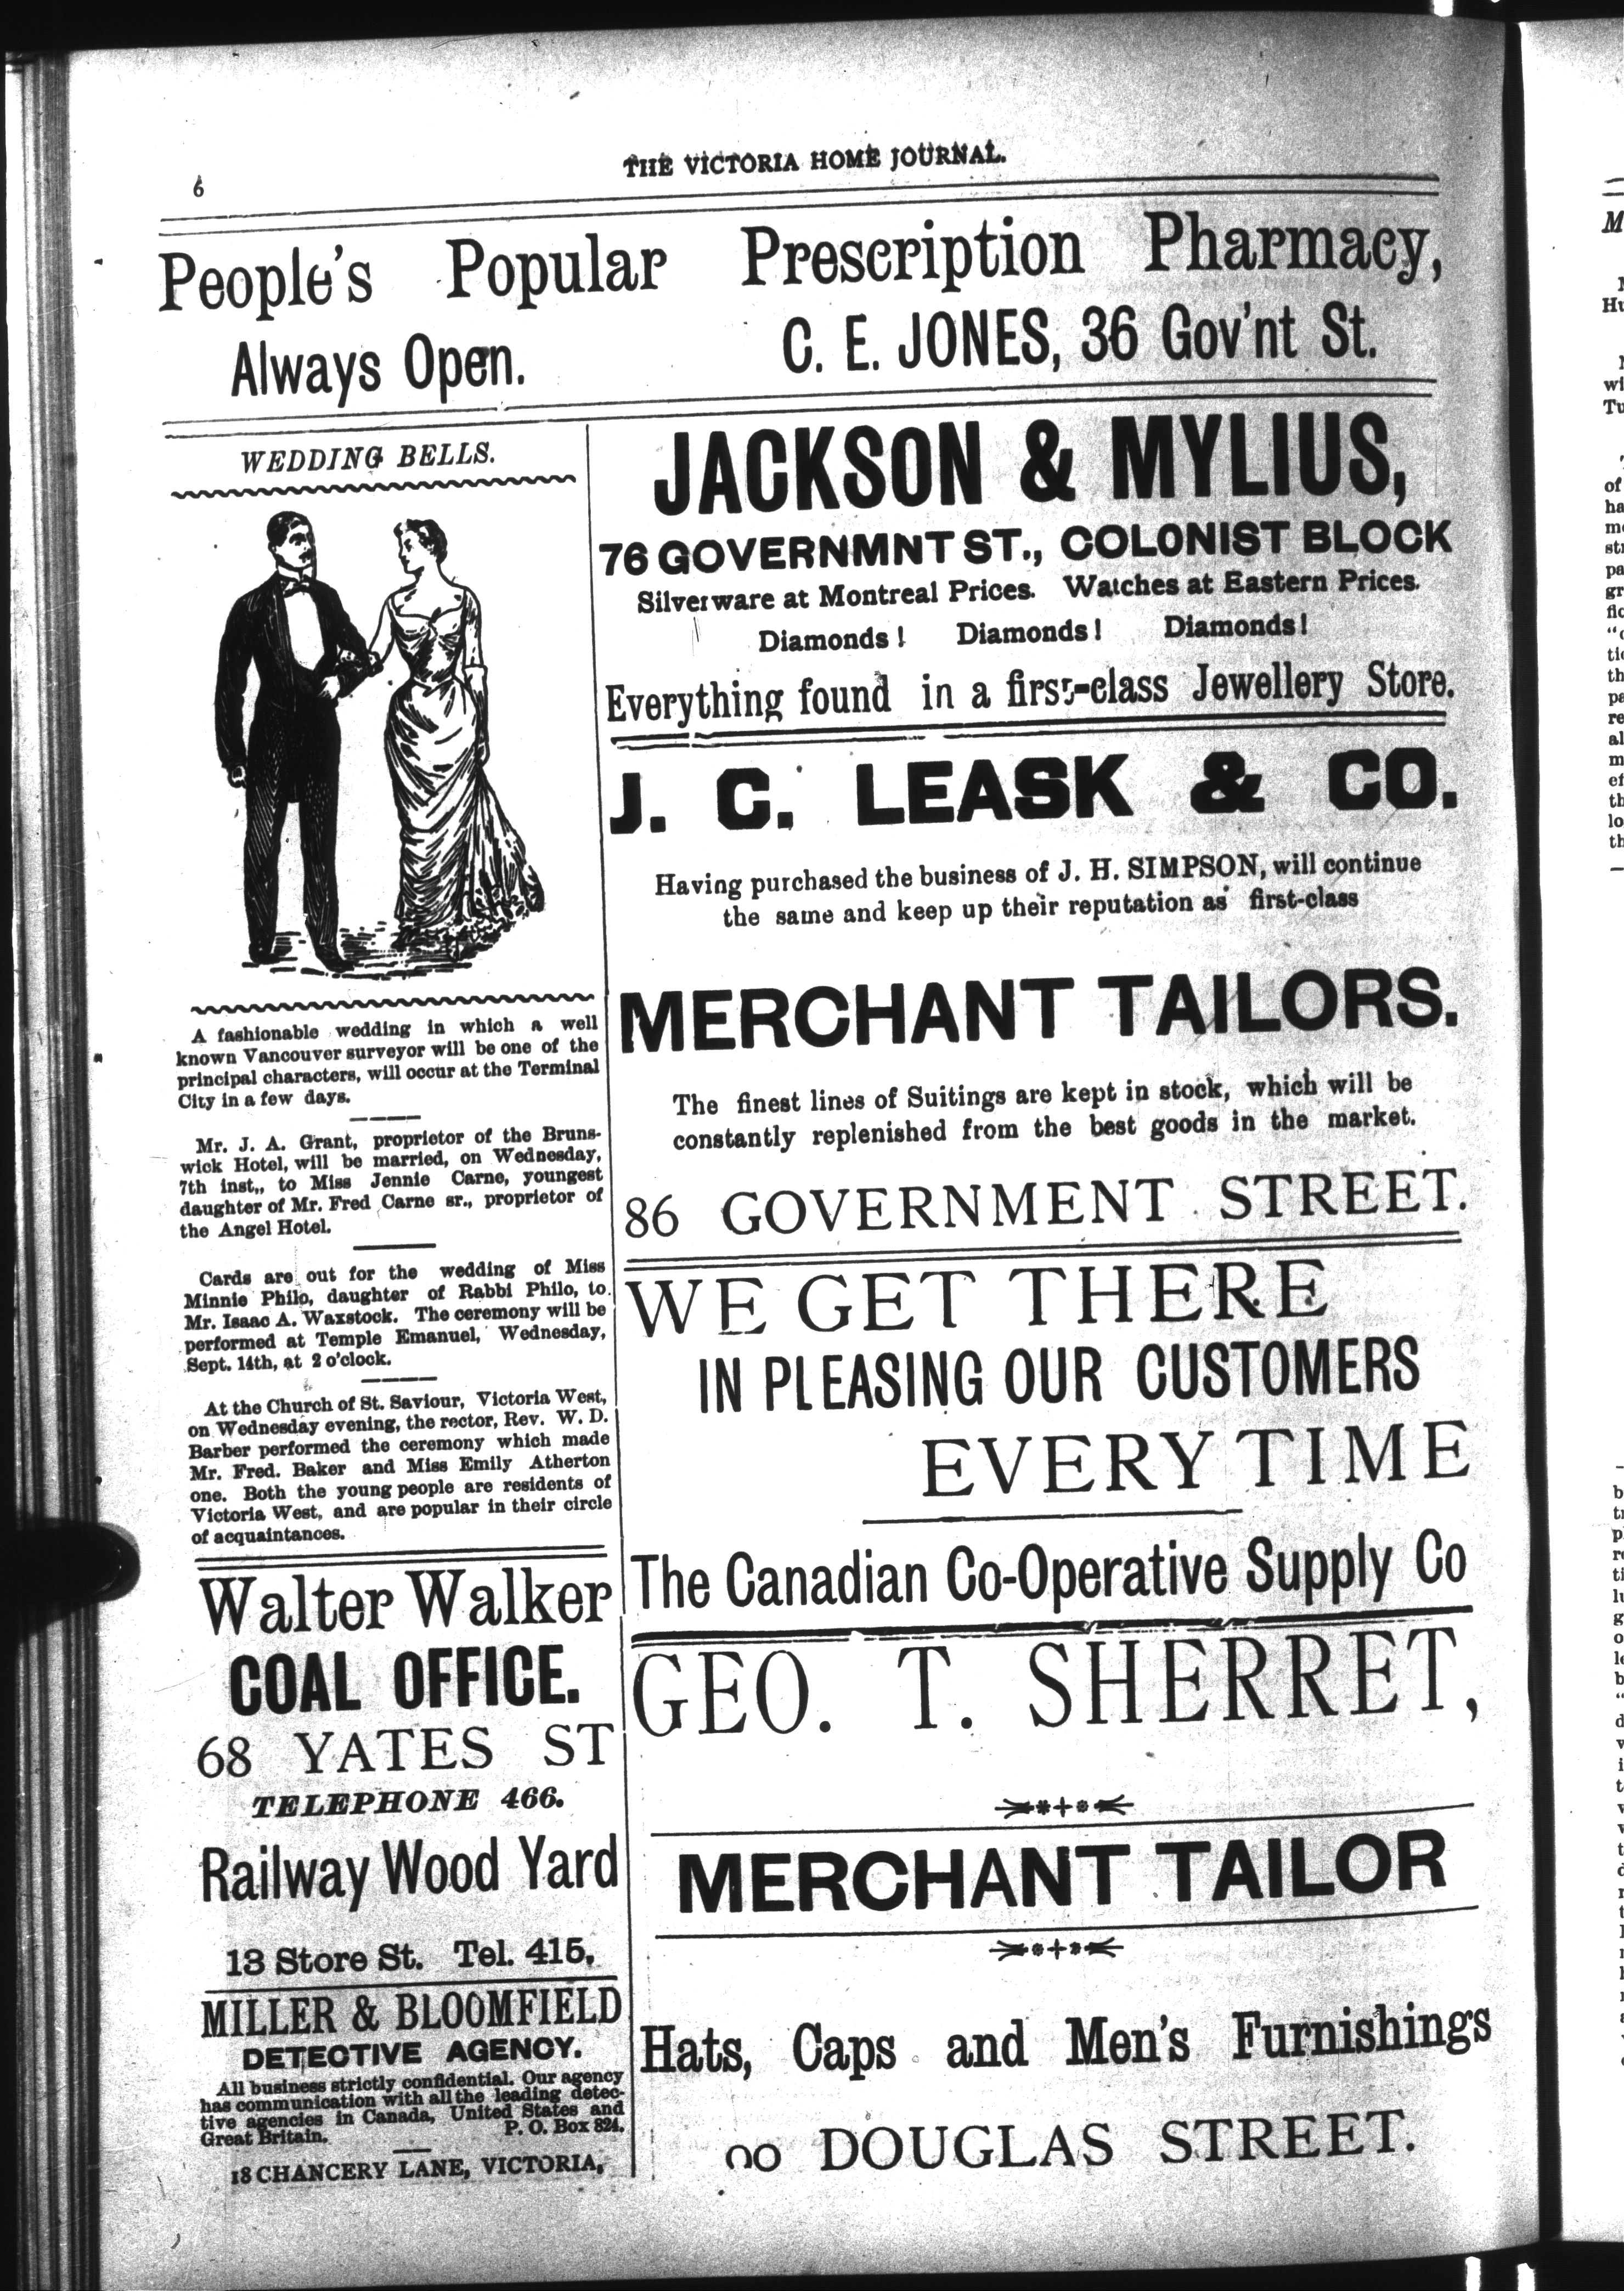 6
THE VICTORIA HOME JOURNAL.
People's Popular Prescription Pharmacy,
Always Open. C. E. JONES, 36 Gov'nt St.
WEDDING BELLS.
A fashionable wedding in which a well
known Vancouver surveyor will be one of the
principal characters, will occur at the Terminal
City in a few days.
Mr. J. A. Grant, proprietor of the Bruns-
wick Hotel, will be married, on Wednesday,
7th inst,, to Miss Jennie Carne, youngest
daughter of Mr. Fred Carne sr., proprietor of
the Angel Hotel.
Cards are out for the wedding of Miss
Minnie Philo, daughter of Rabbi Philo, to
Mr. Isaac A. Waxstock. The ceremony will be
performed at Temple Emanuel, Wednesday,
Sept. 14th, at 2 o'clock.
At the Church of St. Saviour, Victoria West,
on Wednesday evening, the rector, Rev. W. D.
Barber performed the ceremony which made
Mr. Fred. Baker and Miss Emily Atherton
one. Both the young people are residents of
Victoria West, and are popular in their circle
of acquaintances.
Walter Walker
COAL OFFICE.
68 YATES ST
TELEPHONE 466.
Railway Wood Yard
13 Store St. Tel. 415,
MILLER & BLOOMFIELD
DETECTIVE AGENCY.
All business strictly confidential. Our agency
has communication with all the leading detec-
tive agencies in Canada, United States and
Great Britain. P. O. Box 824.
18 CHANCERY LANE, VICTORIA,
JACKSON & MYLIUS,
76 GOVERNMNT ST., COLONIST BLOCK
Silverware at Montreal Prices. Watches at Eastern Prices.
Diamonds! Diamonds! Diamonds!
Everything found in a first-class Jewellery Store.
J. C. LEASK & CO.
Having purchased the business of J. H. SIMPSON, will continue
the same and keep up their reputation as first-class
MERCHANT TAILORS.
The finest lines of Suitings are kept in stock, which will be
constantly replenished from the best goods in the market.
86 GOVERNMENT STREET.
WE GET THERE
IN PLEASING OUR CUSTOMERS
EVERY TIME
The Canadian Co-Operative Supply Co
GEO. T. SHERRET,
MERCHANT TAILOR
Hats, Caps and Men's Furnishings
DOUGLAS STREET.